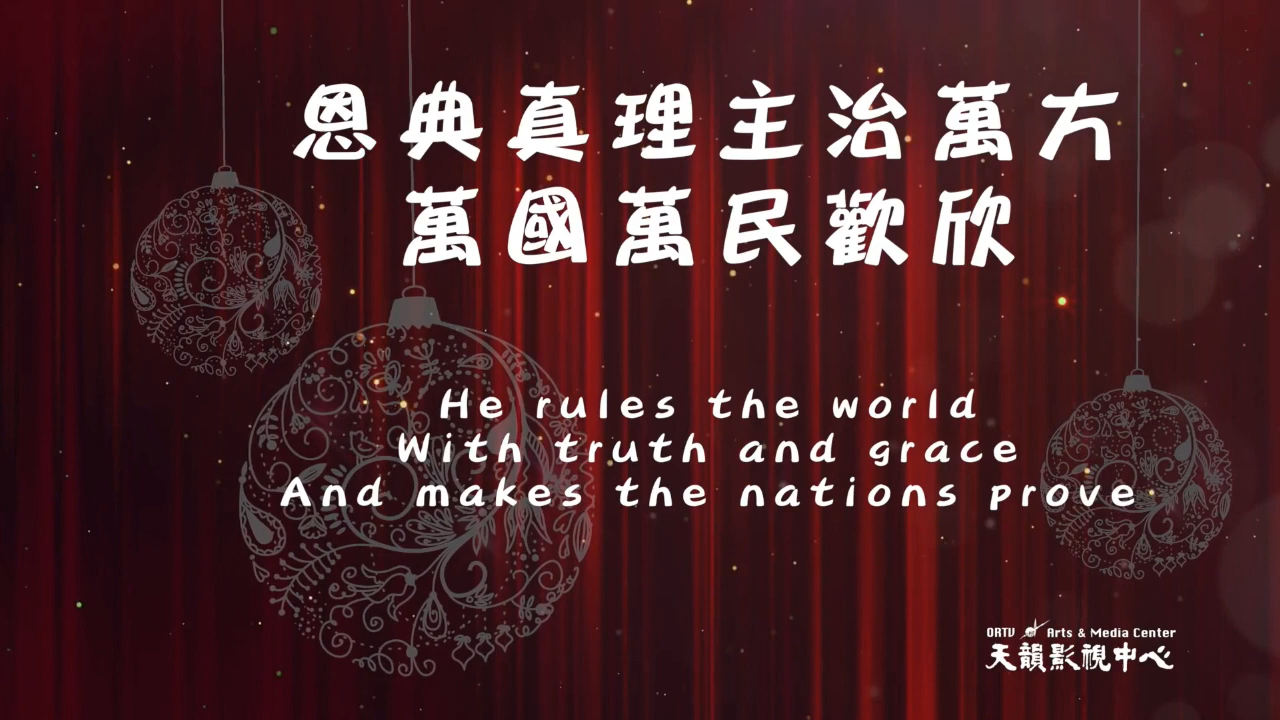 恩典真理主治萬方
萬國萬民歡欣
He rules the world
With truth and grace
And makes the nations prove
ORTV Arts & Media Center
天韻影視中心